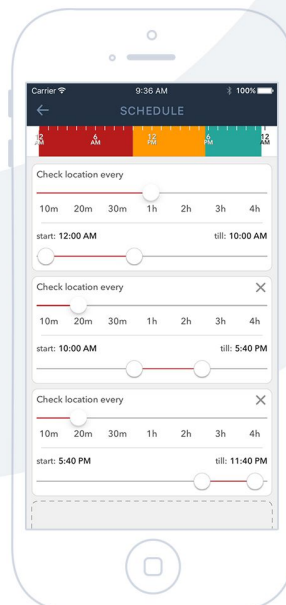 Carrier 9:36 AM 100%
SCHEDULE
12 AM 6 AM 12 PM 6 PM 12 AM
Check location every
10m 20m 30m 1h 2h 3h 4h
start: 12:00 AM till: 10:00 AM
Check location every
10m 20m 30m 1h 2h 3h 4h
start: 10:00 AM till: 5:40 PM
Check location every
10m 20m 30m 1h 2h 3h 4h
start: 5:40 PM till: 11:40 PM